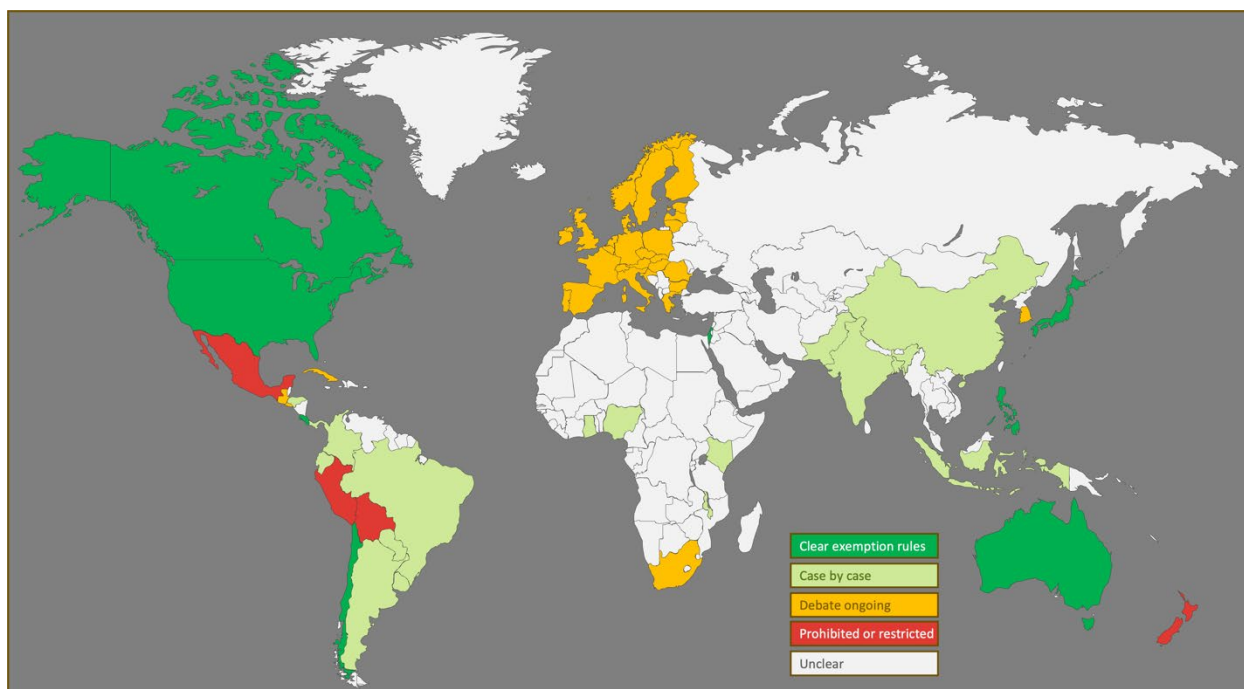 Clear exemption rules
Case by case
Debate ongoing
Prohibited or restricted
Unclear